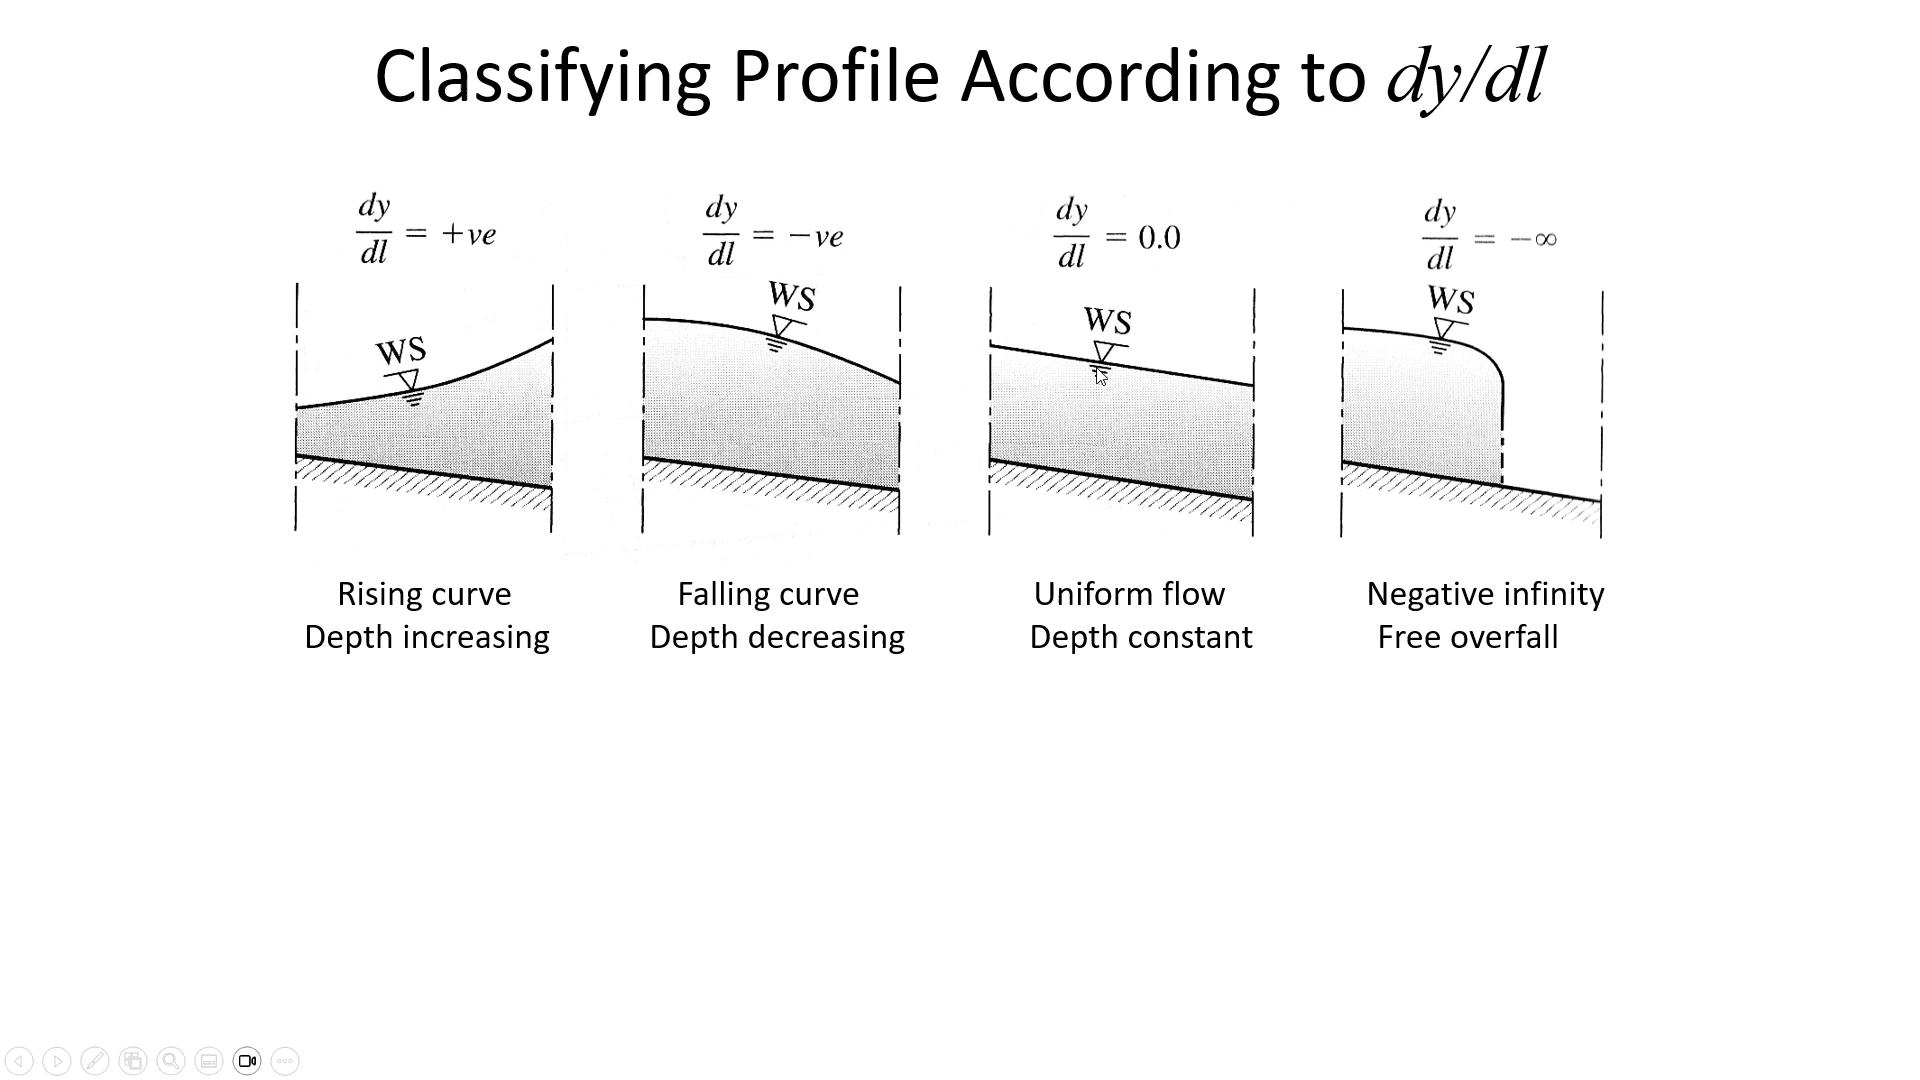 Classifying Profile According to dy/dl
dy/dl = +ve
dy/dl = −ve
dy/dl = 0.0
dy/dl = −∞
WS
WS
WS
WS
Rising curve
Depth increasing
Falling curve
Depth decreasing
Uniform flow
Depth constant
Negative infinity
Free overfall